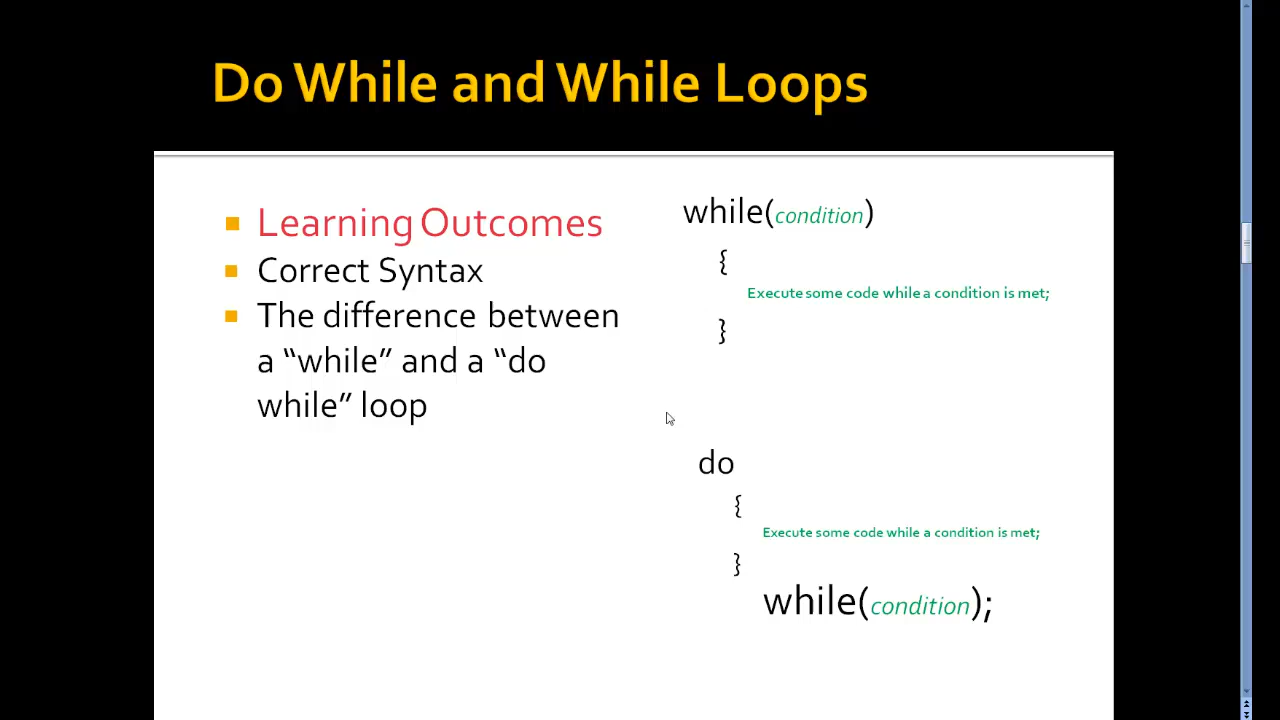 Do While and While Loops
Learning Outcomes
Correct Syntax
The difference between
a “while” and a “do
while” loop
while(condition)
{
Execute some code while a condition is met;
}
do
{
Execute some code while a condition is met;
}
while(condition);